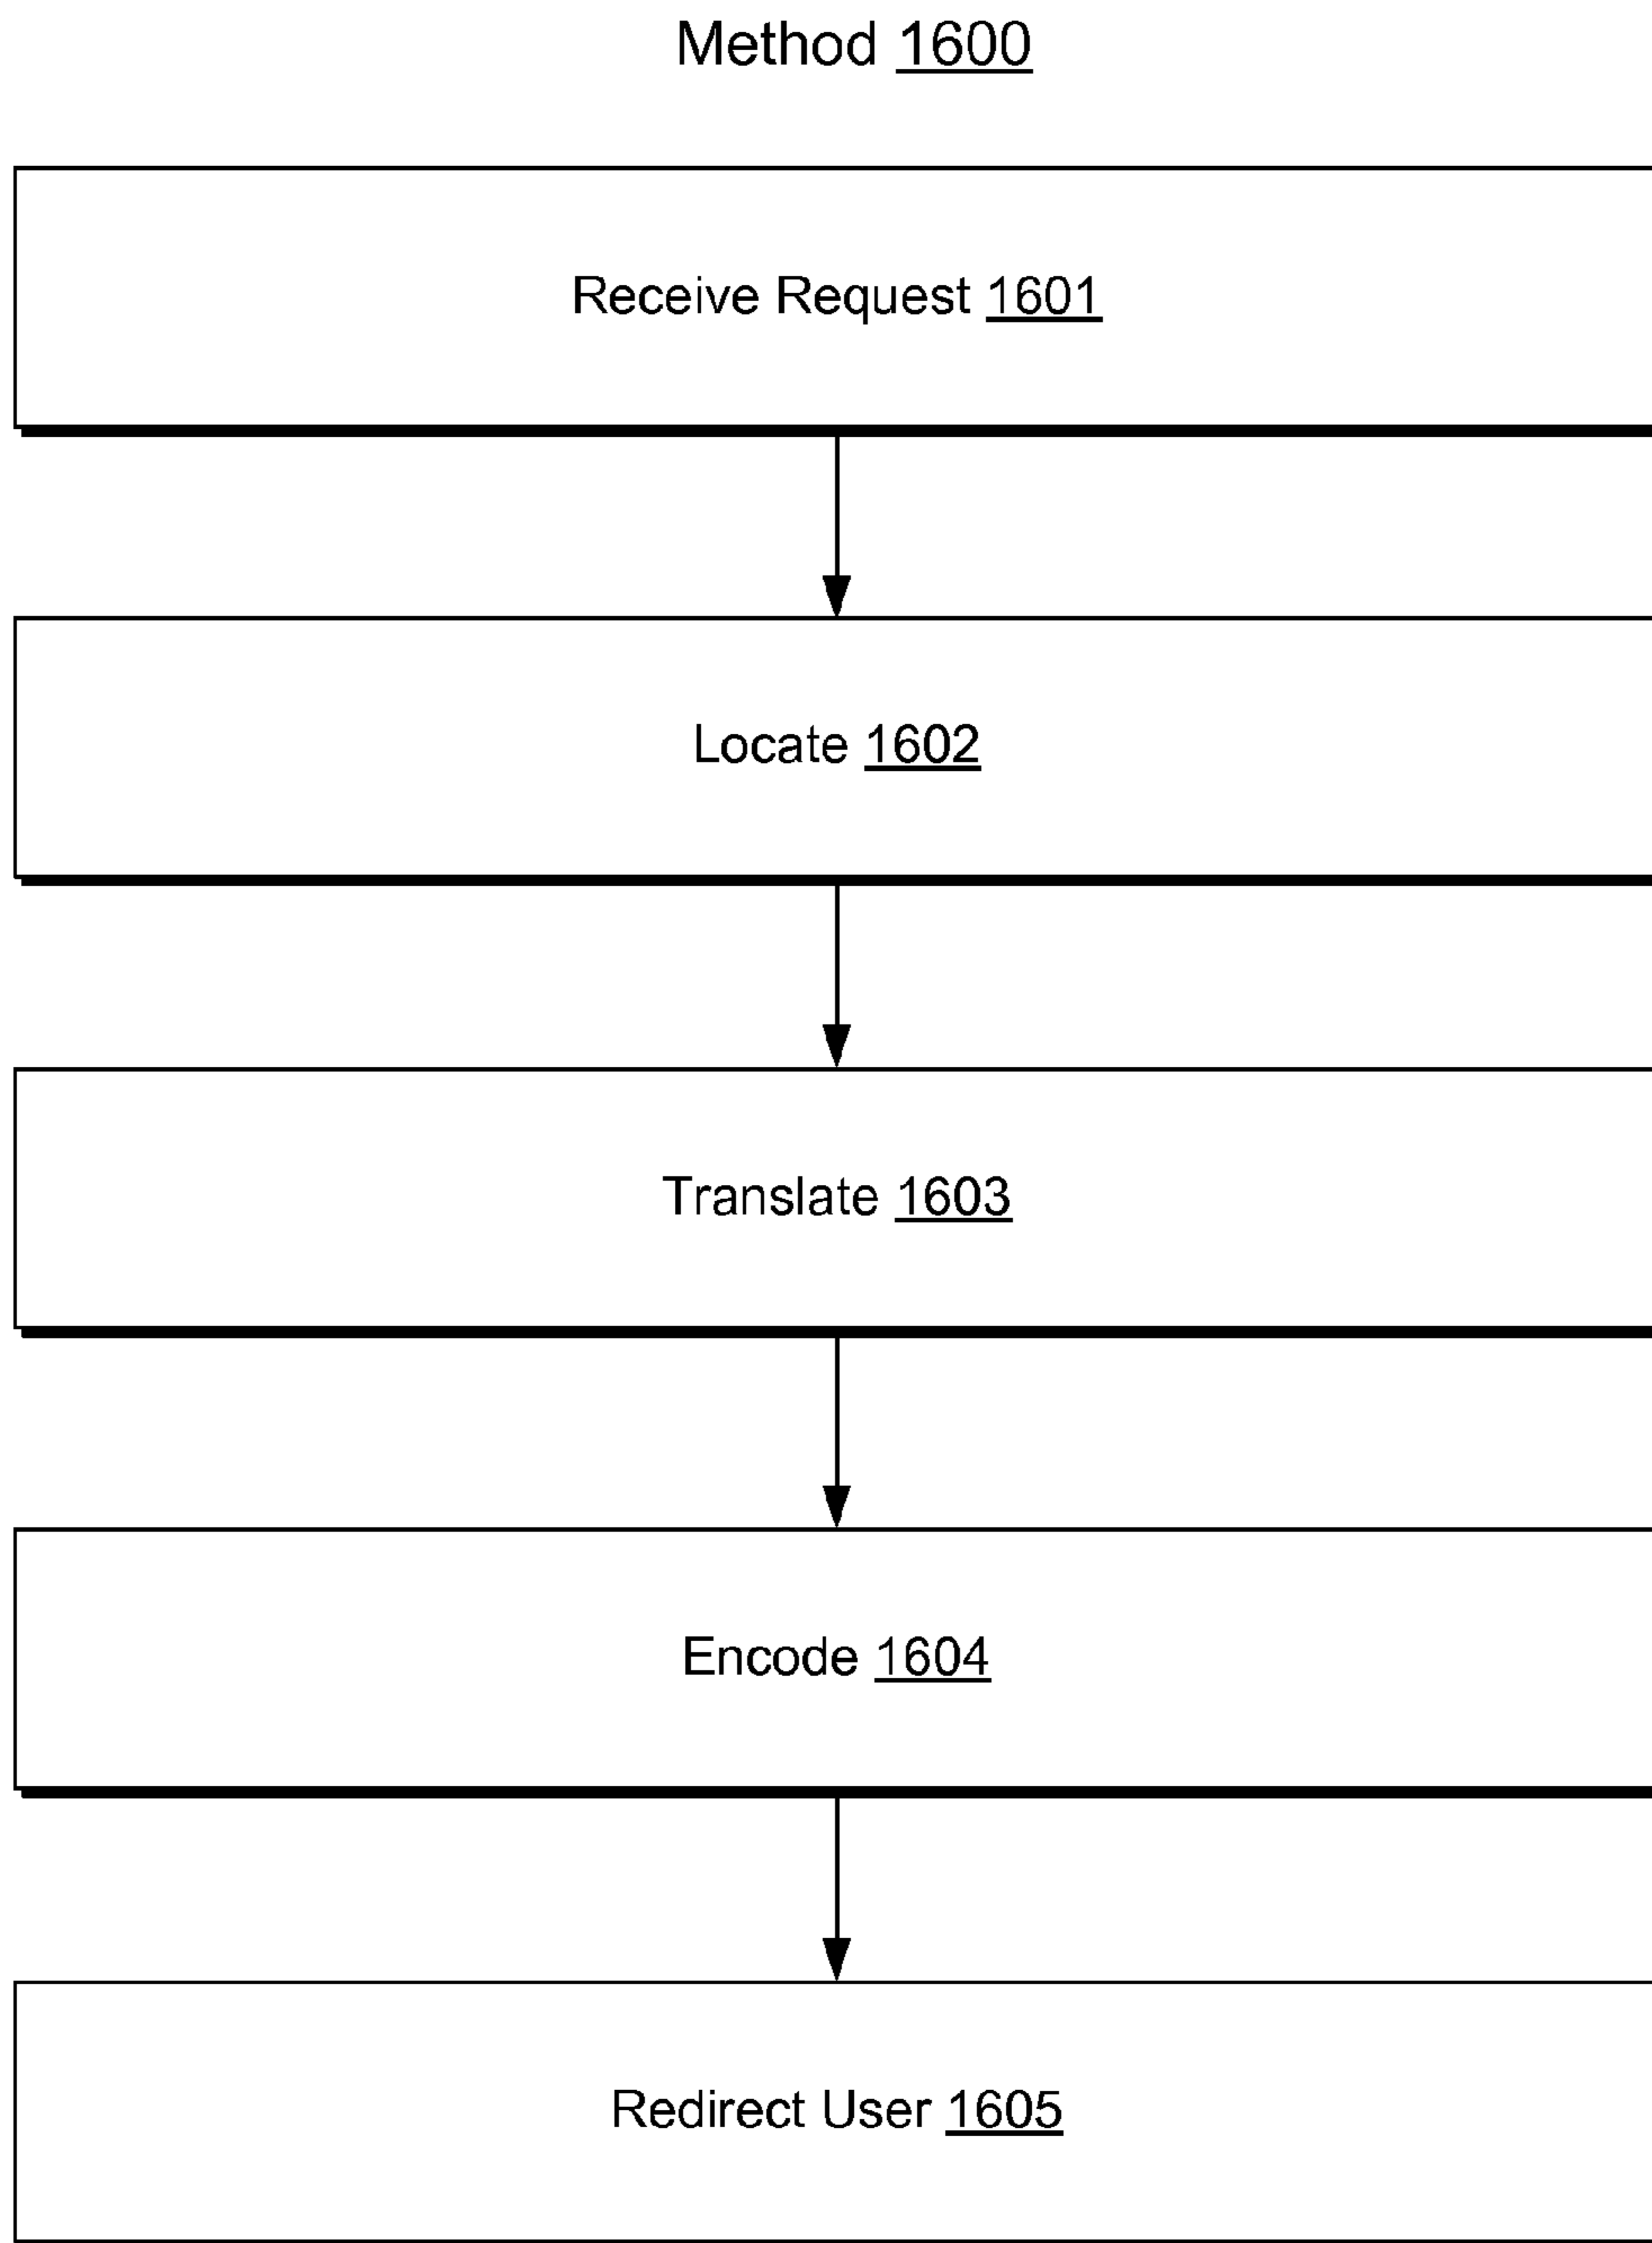 Method 1600
Receive Request 1601
Locate 1602
Translate 1603
Encode 1604
Redirect User 1605